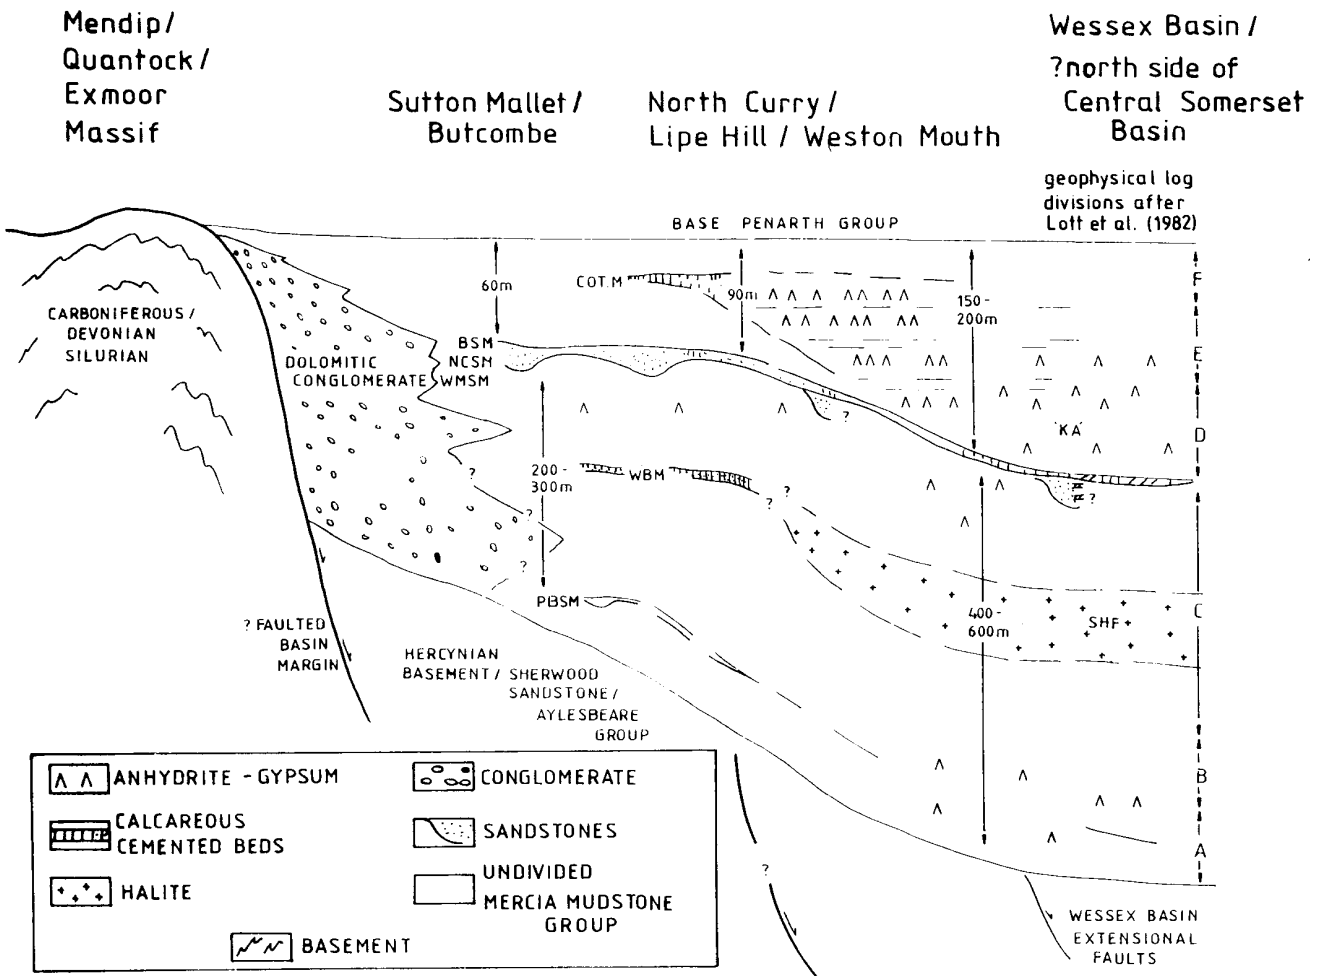 Mendip/
Quantock/
Exmoor
Massif
Sutton Mallet/
Butcombe
North Curry/
Lipe Hill / Weston Mouth
Wessex Basin /
?north side of
Central Somerset
Basin
geophysical log
divisions after
Lott et al. (1982)
BASE PENARTH GROUP
60m
COT.M
90m
150-
200m
F
E
D
C
B
A
CARBONIFEROUS /
DEVONIAN
SILURIAN
DOLOMITIC
CONGLOMERATE
BSM
NCSM
WMSM
?
'KA'
?
?
200-
300m
WBM
?
?
?
?
PBSM
400-
600m
SHF
? FAULTED
BASIN
MARGIN
HERCYNIAN
BASEMENT / SHERWOOD
SANDSTONE /
AYLESBEARE
GROUP
?
WESSEX BASIN
EXTENSIONAL
FAULTS
ANHYDRITE - GYPSUM
CALCAREOUS
CEMENTED BEDS
HALITE
BASEMENT
CONGLOMERATE
SANDSTONES
UNDIVIDED
MERCIA MUDSTONE
GROUP